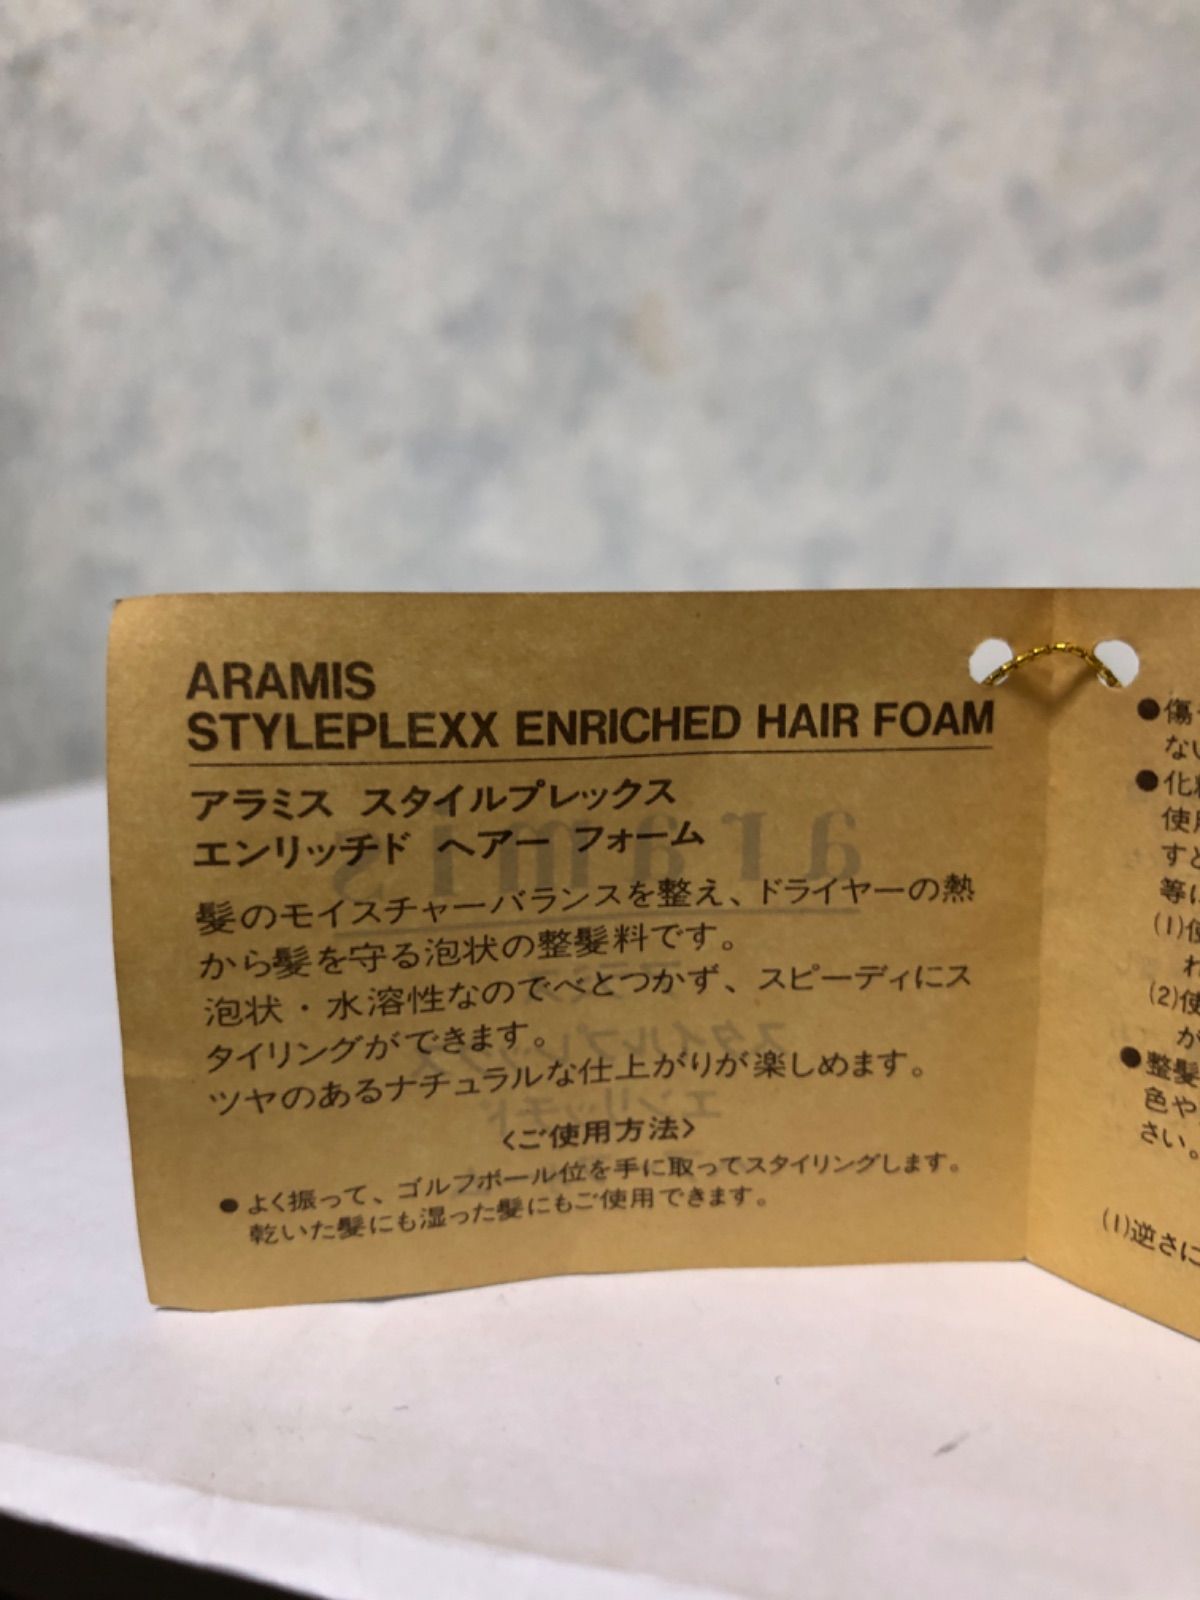 ARAMIS
STYLEPLEXX ENRICHED HAIR FOAM
アラミス スタイルプレックス
エンリッチド ヘアー フォーム
髪のモイスチャーバランスを整え、ドライヤーの熱
から髪を守る泡状の整髪料です。
泡状・水溶性なのでべとつかず、スピーディにス
タイリングができます。
ツヤのあるナチュラルな仕上がりが楽しめます。
〈ご使用方法〉
●よく振って、ゴルフボール位を手に取ってスタイリングします。
乾いた髪にも湿った髪にもご使用できます。
●傷
ない
●化粧
使用
すと
等に
(1)使
(2)使
か
●整髪
色や
さい。
(1)逆さに